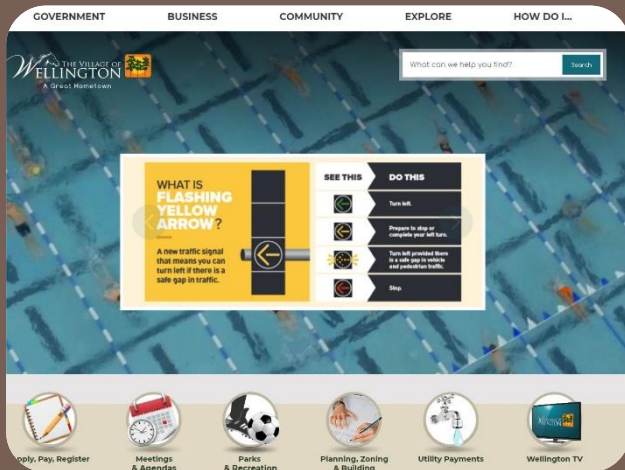 GOVERNMENT BUSINESS COMMUNITY EXPLORE HOW DO I...
THE VILLAGE OF
WELLINGTON
A Great Hometown
What can we help you find? Search
WHAT IS
FLASHING
YELLOW
ARROW?
A new traffic signal
that means you can
turn left if there is a
safe gap in traffic.
SEE THIS DO THIS
Turn left.
Prepare to stop or
complete your left turn.
Turn left provided there
is a safe gap in vehicle
and pedestrian traffic.
Stop.
pply, Pay, Register
Meetings
& Agendas
Parks
& Recreation
Planning, Zoning
& Building
Utility Payments
WELLINGTON
Wellington TV